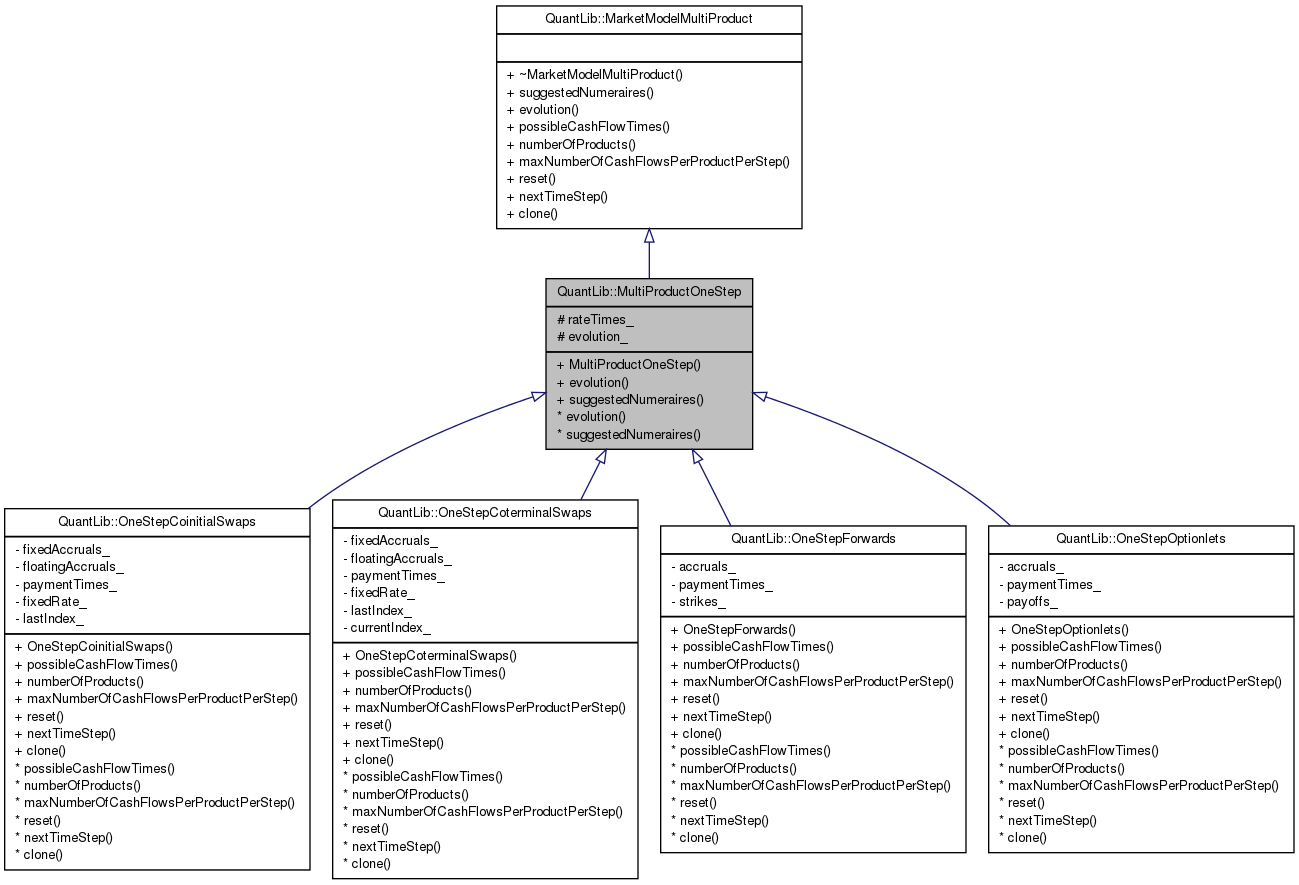 QuantLib::MarketModelMultiProduct
+ ~MarketModelMultiProduct()
+ suggestedNumeraires()
+ evolution()
+ possibleCashFlowTimes()
+ numberOfProducts()
+ maxNumberOfCashFlowsPerProductPerStep()
+ reset()
+ nextTimeStep()
+ clone()
QuantLib::MultiProductOneStep
# rateTimes_
# evolution_
+ MultiProductOneStep()
+ evolution()
+ suggestedNumeraires()
* evolution()
* suggestedNumeraires()
QuantLib::OneStepCoinitialSwaps
- fixedAccruals_
- floatingAccruals_
- paymentTimes_
- fixedRate_
- lastIndex_
+ OneStepCoinitialSwaps()
+ possibleCashFlowTimes()
+ numberOfProducts()
+ maxNumberOfCashFlowsPerProductPerStep()
+ reset()
+ nextTimeStep()
+ clone()
* possibleCashFlowTimes()
* numberOfProducts()
* maxNumberOfCashFlowsPerProductPerStep()
* reset()
* nextTimeStep()
* clone()
QuantLib::OneStepCoterminalSwaps
- fixedAccruals_
- floatingAccruals_
- paymentTimes_
- fixedRate_
- lastIndex_
- currentIndex_
+ OneStepCoterminalSwaps()
+ possibleCashFlowTimes()
+ numberOfProducts()
+ maxNumberOfCashFlowsPerProductPerStep()
+ reset()
+ nextTimeStep()
+ clone()
* possibleCashFlowTimes()
* numberOfProducts()
* maxNumberOfCashFlowsPerProductPerStep()
* reset()
* nextTimeStep()
* clone()
QuantLib::OneStepForwards
- accruals_
- paymentTimes_
- strikes_
+ OneStepForwards()
+ possibleCashFlowTimes()
+ numberOfProducts()
+ maxNumberOfCashFlowsPerProductPerStep()
+ reset()
+ nextTimeStep()
+ clone()
* possibleCashFlowTimes()
* numberOfProducts()
* maxNumberOfCashFlowsPerProductPerStep()
* reset()
* nextTimeStep()
* clone()
QuantLib::OneStepOptionlets
- accruals_
- paymentTimes_
- payoffs_
+ OneStepOptionlets()
+ possibleCashFlowTimes()
+ numberOfProducts()
+ maxNumberOfCashFlowsPerProductPerStep()
+ reset()
+ nextTimeStep()
+ clone()
* possibleCashFlowTimes()
* numberOfProducts()
* maxNumberOfCashFlowsPerProductPerStep()
* reset()
* nextTimeStep()
* clone()